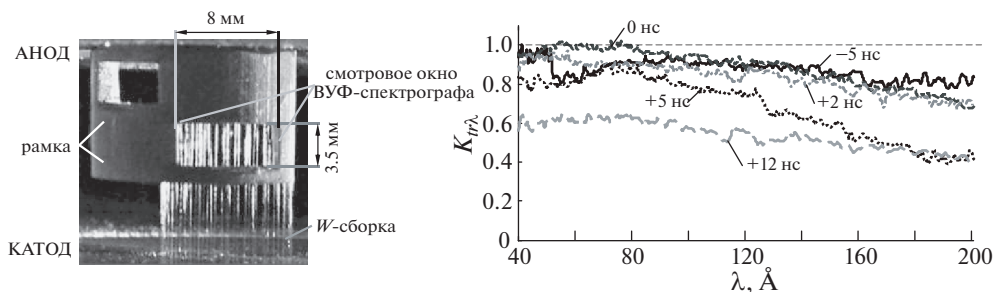 8 мм
АНОД
смотровое окно
ВУФ-спектрографа
рамка
3.5 мм
W-сборка
КАТОД
1.0
0.8
0.6
0.4
0.2
0
K_trλ
0 нс
−5 нс
+2 нс
+5 нс
+12 нс
40 80 120 160 200
λ, Å